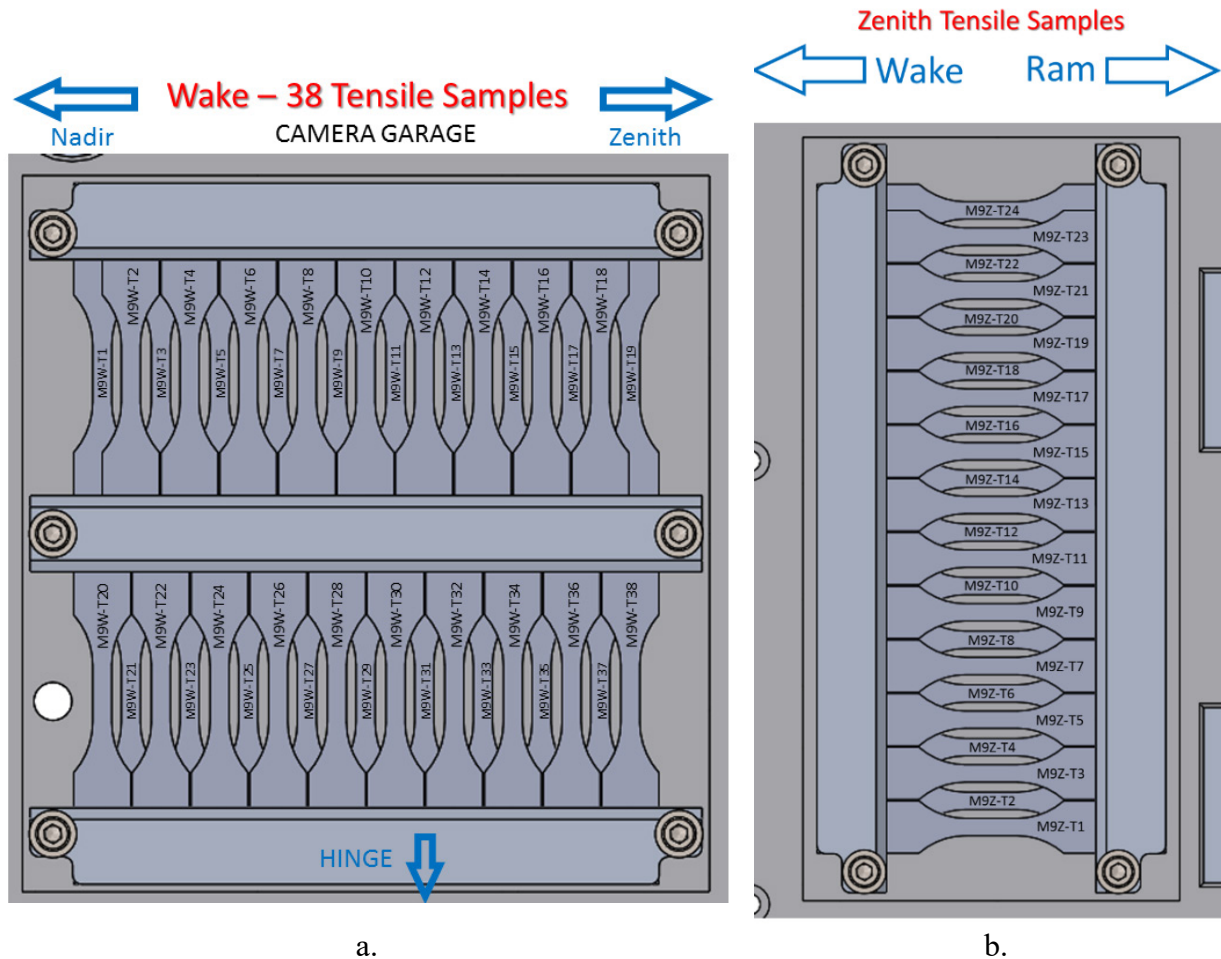 Wake – 38 Tensile Samples
Nadir
CAMERA GARAGE
Zenith
M9W-T1
M9W-T2
M9W-T3
M9W-T4
M9W-T5
M9W-T6
M9W-T7
M9W-T8
M9W-T9
M9W-T10
M9W-T11
M9W-T12
M9W-T13
M9W-T14
M9W-T15
M9W-T16
M9W-T17
M9W-T18
M9W-T19
M9W-T20
M9W-T21
M9W-T22
M9W-T23
M9W-T24
M9W-T25
M9W-T26
M9W-T27
M9W-T28
M9W-T29
M9W-T30
M9W-T31
M9W-T32
M9W-T33
M9W-T34
M9W-T35
M9W-T36
M9W-T37
M9W-T38
HINGE
a.
Zenith Tensile Samples
Wake Ram
M9Z-T24
M9Z-T23
M9Z-T22
M9Z-T21
M9Z-T20
M9Z-T19
M9Z-T18
M9Z-T17
M9Z-T16
M9Z-T15
M9Z-T14
M9Z-T13
M9Z-T12
M9Z-T11
M9Z-T10
M9Z-T9
M9Z-T8
M9Z-T7
M9Z-T6
M9Z-T5
M9Z-T4
M9Z-T3
M9Z-T2
M9Z-T1
b.